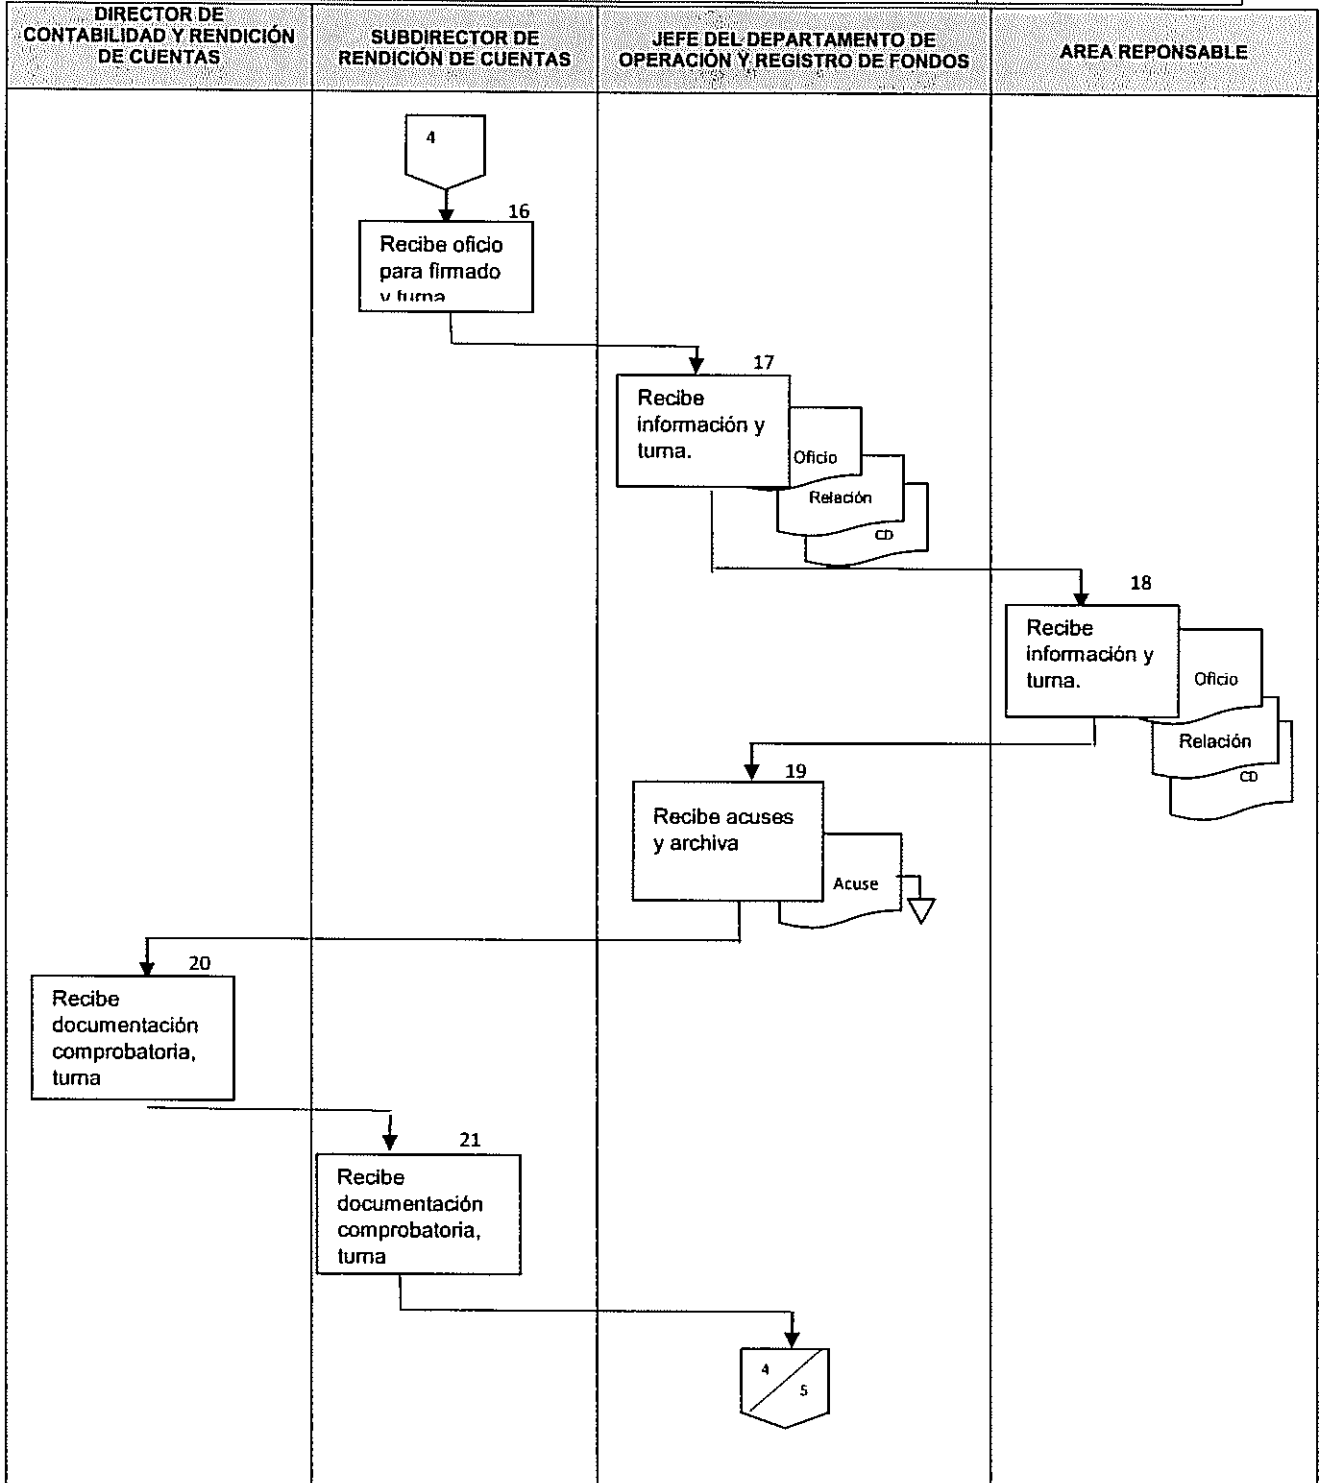 DIRECTOR DE
CONTABILIDAD Y RENDICIÓN
DE CUENTAS
SUBDIRECTOR DE
RENDICIÓN DE CUENTAS
JEFE DEL DEPARTAMENTO DE
OPERACIÓN Y REGISTRO DE FONDOS
AREA REPONSABLE
4
16
Recibe oficio
para firmado
y turna
17
Recibe
información y
turna.
Oficio
Relación
CD
18
Recibe
información y
turna.
Oficio
Relación
CD
19
Recibe acuses
y archiva
Acuse
20
Recibe
documentación
comprobatoria,
turna
21
Recibe
documentación
comprobatoria,
turna
4
5